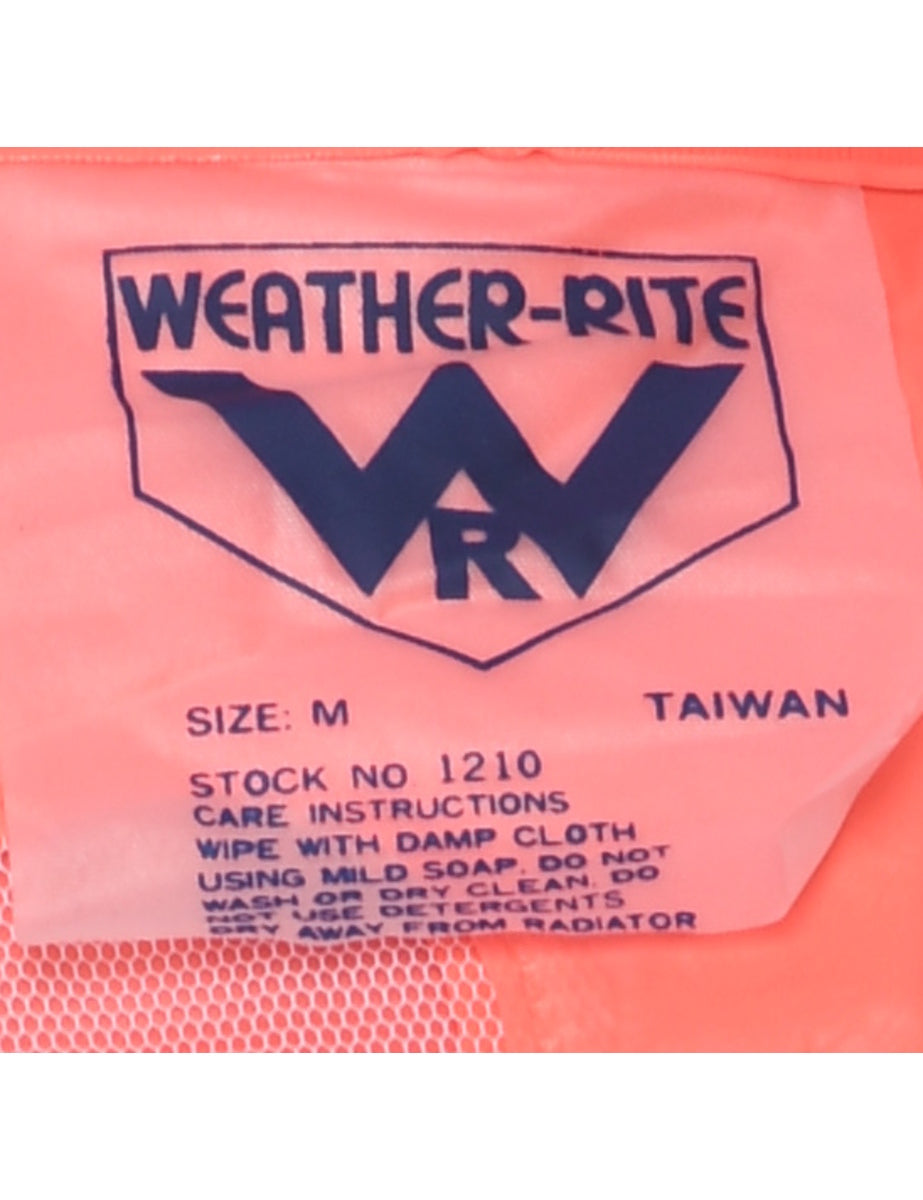 WEATHER-RITE
WR
SIZE: M
TAIWAN
STOCK NO 1210
CARE INSTRUCTIONS
WIPE WITH DAMP CLOTH
USING MILD SOAP. DO NOT
WASH OR DRY CLEAN. DO
NOT USE DETERGENTS
DRY AWAY FROM RADIATOR